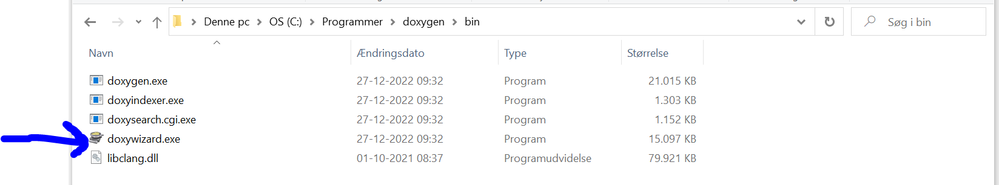 Denne pc OS (C:) Programmer doxygen bin Søg i bin
Navn Ændringsdato Type Størrelse
doxygen.exe 27-12-2022 09:32 Program 21.015 KB
doxyindexer.exe 27-12-2022 09:32 Program 1.303 KB
doxysearch.cgi.exe 27-12-2022 09:32 Program 1.152 KB
doxywizard.exe 27-12-2022 09:32 Program 15.097 KB
libclang.dll 01-10-2021 08:37 Programudvidelse 79.921 KB